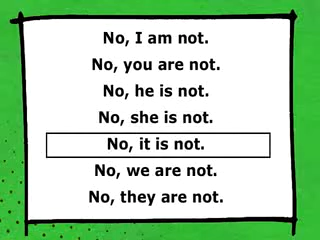 No, I am not.
No, you are not.
No, he is not.
No, she is not.
No, it is not.
No, we are not.
No, they are not.